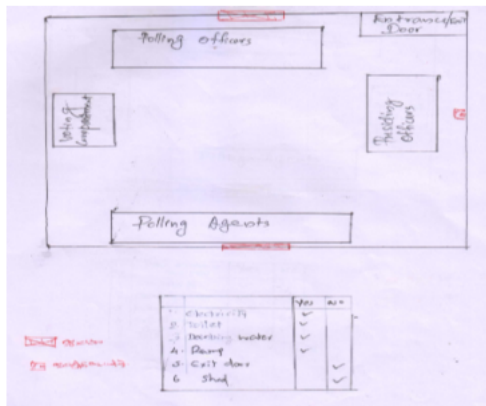 Entrance/Exit
Door
Polling officers
Voting
Compartment
Presiding
officers
Polling Agents
Yes No
1 Electricity ✓
2 Toilet ✓
3 Drinking water ✓
4 Ramp ✓
5 Exit door ✓
6 Shed ✓